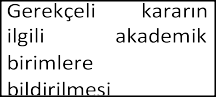 Gerekçeli kararın
ilgili akademik
birimlere
bildirilmesi